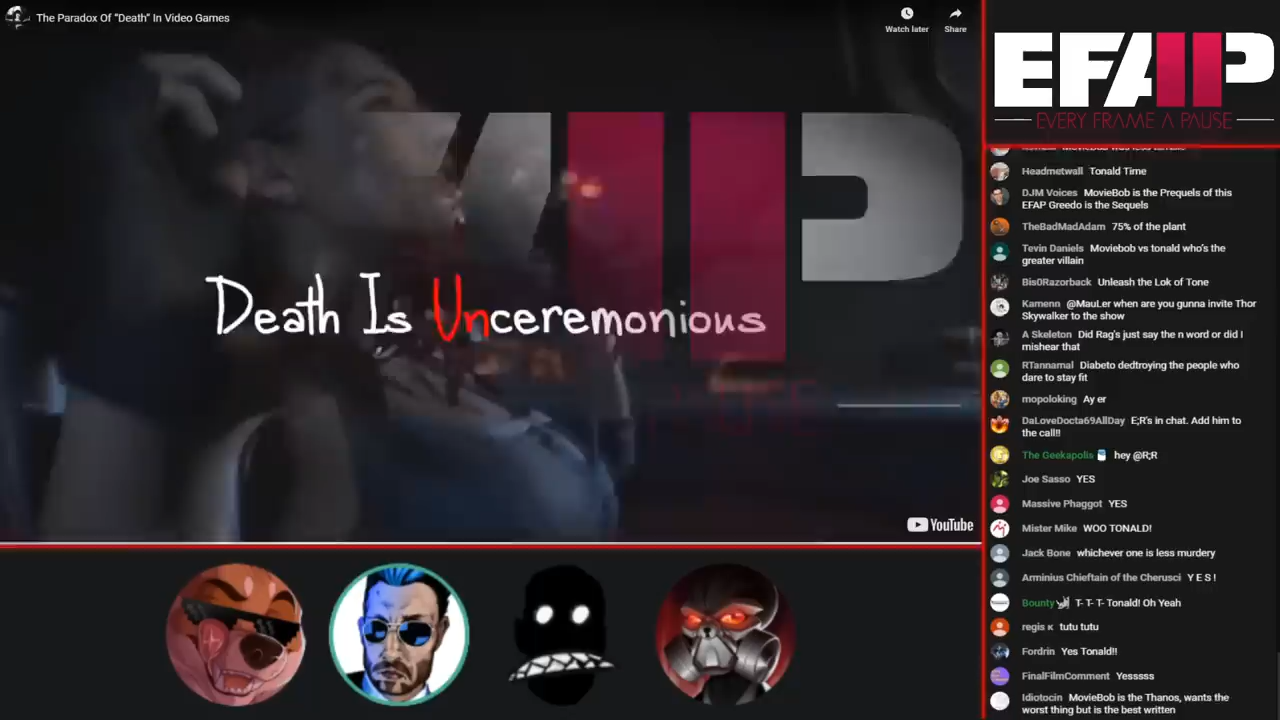 The Paradox Of "Death" In Video Games
Watch later
Share
Death Is Unceremonious
YouTube
EFAP
EVERY FRAME A PAUSE
Headmetwall Tonald Time
DJM Voices MovieBob is the Prequels of this
EFAP Greedo is the Sequels
TheBadMadAdam 75% of the plant
Tevin Daniels Moviebob vs tonald who's the
greater villain
Bis0Razorback Unleash the Lok of Tone
Kamenn @MauLer when are you gunna invite Thor
Skywalker to the show
A Skeleton Did Rag's just say the n word or did I
mishear that
RTannamal Diabeto dedtroying the people who
dare to stay fit
mopoloking Ay er
DaLoveDocta69AllDay E;R's in chat. Add him to
the call!!
The Geekapolis hey @R;R
Joe Sasso YES
Massive Phaggot YES
Mister Mike WOO TONALD!
Jack Bone whichever one is less murdery
Arminius Chieftain of the Cherusci Y E S !
Bounty T- T- T- Tonald! Oh Yeah
regis κ tutu tutu
Fordrin Yes Tonald!!
FinalFilmComment Yesssss
Idiotocin MovieBob is the Thanos, wants the
worst thing but is the best written